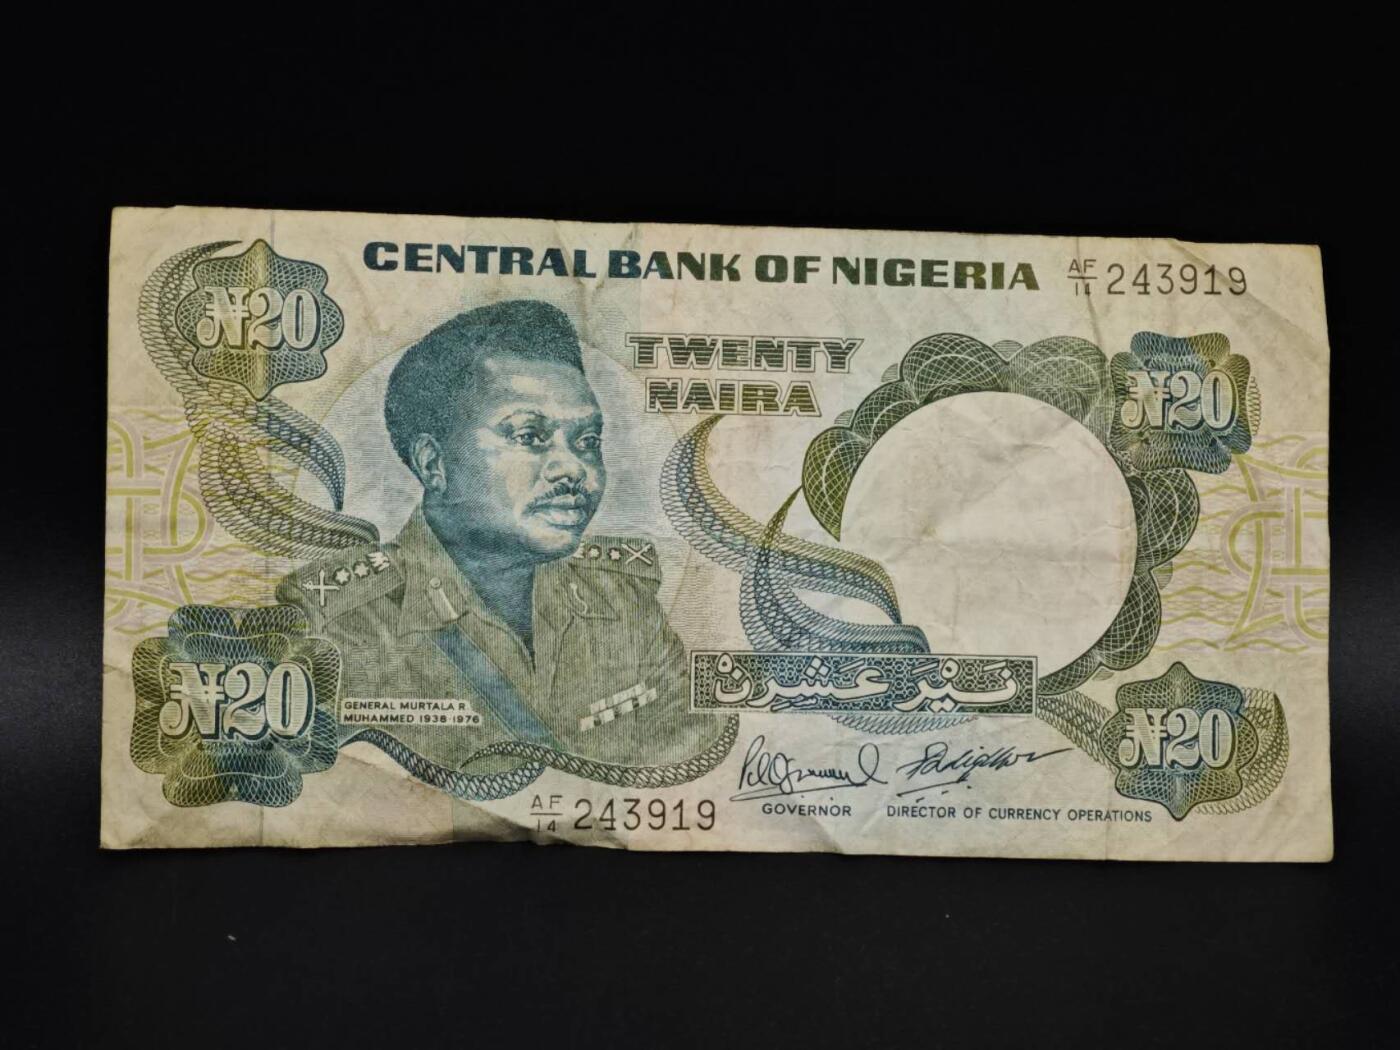 CENTRAL BANK OF NIGERIA
AF/14 243919
₦20
TWENTY
NAIRA
₦20
نَيْرَ عَشِرِنْ
GENERAL MURTALA R.
MUHAMMED 1938-1976
₦20
₦20
AF/14 243919
GOVERNOR
DIRECTOR OF CURRENCY OPERATIONS